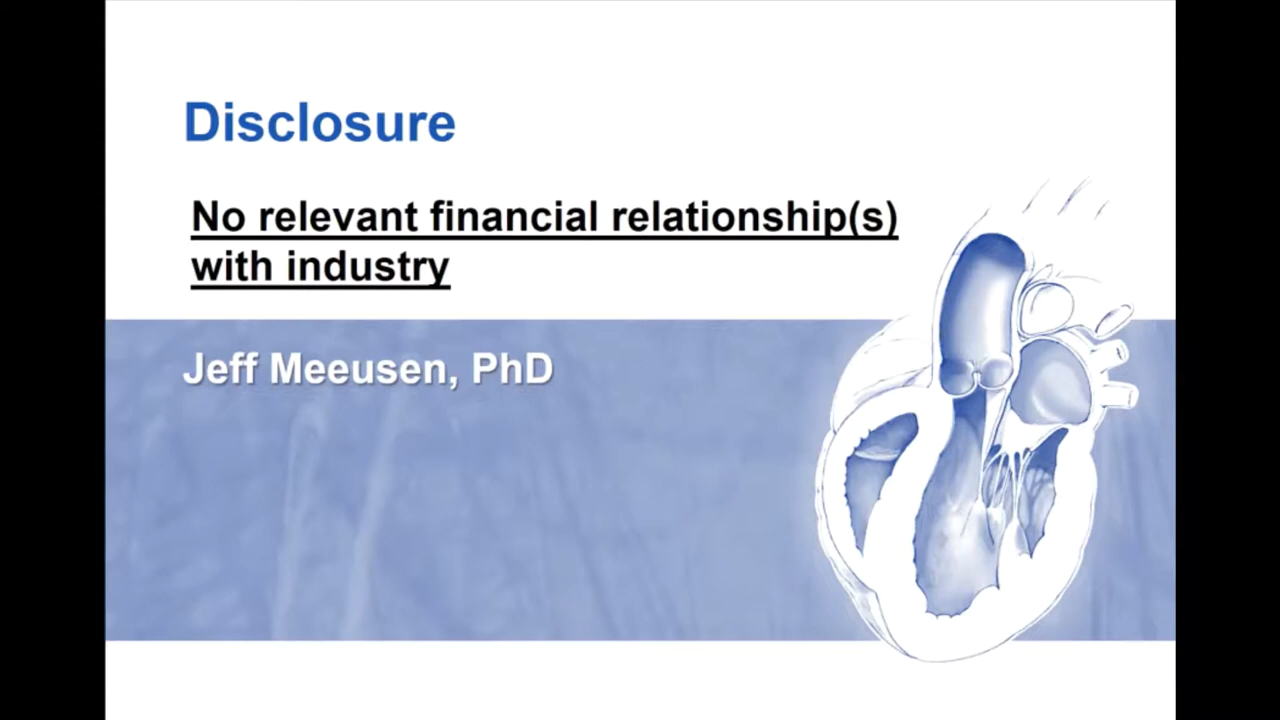 Disclosure
No relevant financial relationship(s)
with industry
Jeff Meeusen, PhD